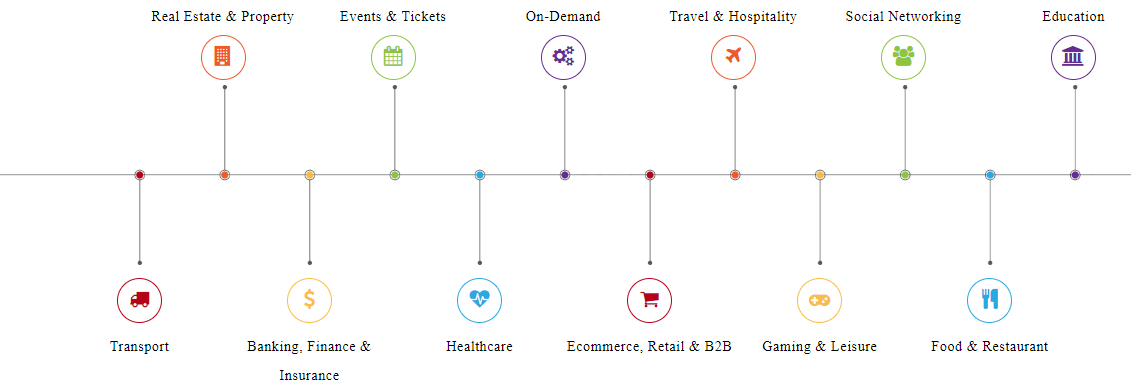 Real Estate & Property
Events & Tickets
On-Demand
Travel & Hospitality
Social Networking
Education
Transport
Banking, Finance &
Insurance
Healthcare
Ecommerce, Retail & B2B
Gaming & Leisure
Food & Restaurant